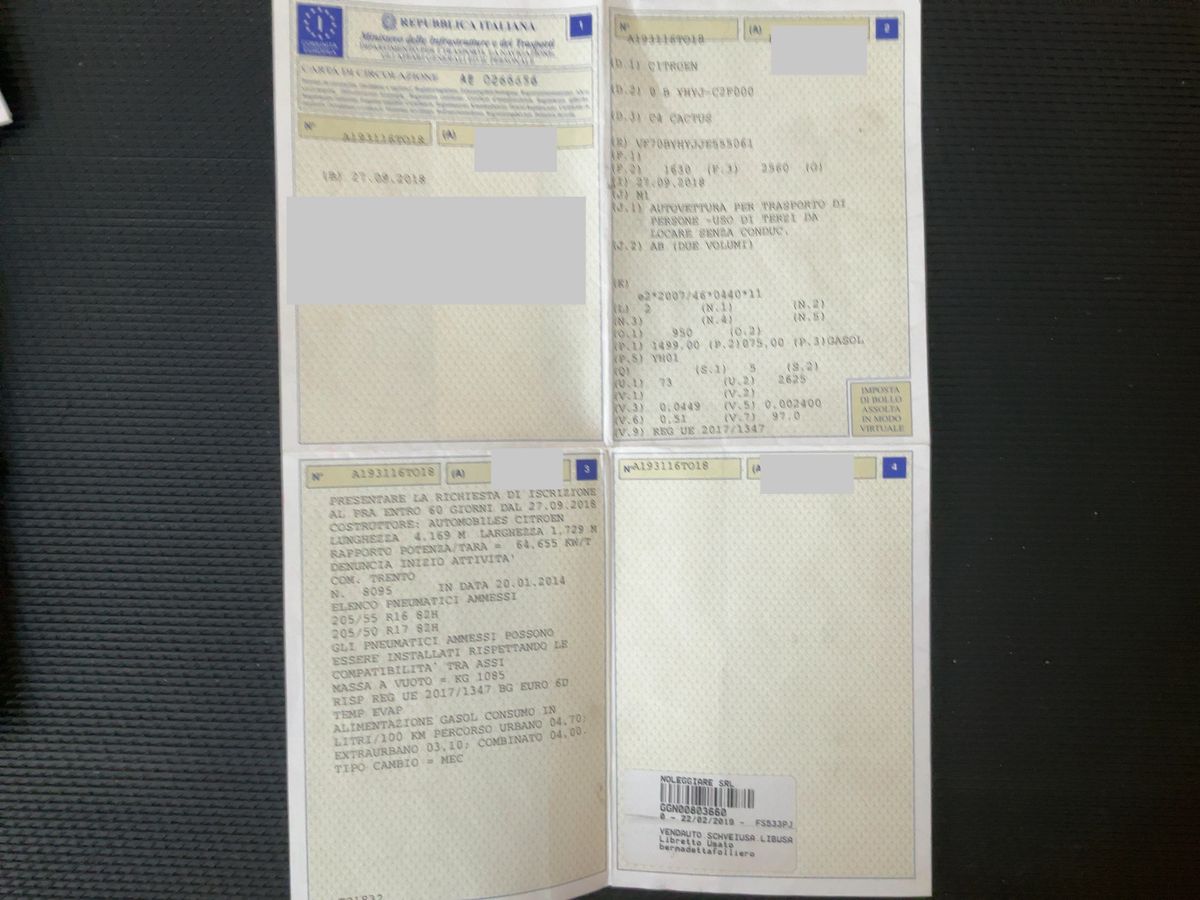 1
REPUBBLICA ITALIANA
Ministero delle Infrastrutture e dei Trasporti
CARTA DI CIRCOLAZIONE
N° A193116TO18 (A)
(B) 27.09.2018
2
N° A193116TO18 (A)
(D.1) CITROEN
(D.2) 0 B YHYJ-C2F000
(D.3) C4 CACTUS
(E) VF70BYHYJJE555061
(F.1)
(F.2) 1630 (F.3) 2560 (G)
(I) 27.09.2018
(J) M1
(J.1) AUTOVETTURA PER TRASPORTO DI
PERSONE -USO DI TERZI DA
LOCARE SENZA CONDUC.
(J.2) AB (DUE VOLUMI)
(K)
e2*2007/46*0440*11
(L) 2 (N.1) (N.2)
(N.3) (N.4) (N.5)
(O.1) 950 (O.2)
(P.1) 1499.00 (P.2)075,00 (P.3)GASOL
(P.5) YH01
(Q) (S.1) 5 (S.2)
(U.1) 73 (U.2) 2625
(V.1) (V.2)
(V.3) 0,0449 (V.5) 0,002400
(V.6) 0,51 (V.7) 97.0
(V.9) REG UE 2017/1347
IMPOSTA
DI BOLLO
ASSOLTA
IN MODO
VIRTUALE
3
N° A193116TO18 (A)
PRESENTARE LA RICHIESTA DI ISCRIZIONE
AL PRA ENTRO 60 GIORNI DAL 27.09.2018
COSTRUTTORE: AUTOMOBILES CITROEN
LUNGHEZZA 4,169 M LARGHEZZA 1,729 M
RAPPORTO POTENZA/TARA = 64,655 KW/T
DENUNCIA INIZIO ATTIVITA'
COM. TRENTO
N. 8095 IN DATA 20.01.2014
ELENCO PNEUMATICI AMMESSI
205/55 R16 82H
205/50 R17 82H
GLI PNEUMATICI AMMESSI POSSONO
ESSERE INSTALLATI RISPETTANDO LE
COMPATIBILITA' TRA ASSI
MASSA A VUOTO = KG 1085
RISP REG UE 2017/1347 BG EURO 6D
TEMP EVAP
ALIMENTAZIONE GASOL CONSUMO IN
LITRI/100 KM PERCORSO URBANO 04,70;
EXTRAURBANO 03,10; COMBINATO 04,00.
TIPO CAMBIO = MEC
4
N° A193116TO18 (A
NOLEGGIARE SRL
GGN00803660
0 - 22/02/2019 - FS533PJ
VENDAUTO SCHVEIUSA LIBUSA
Libretto Usato
bernadettafolliero